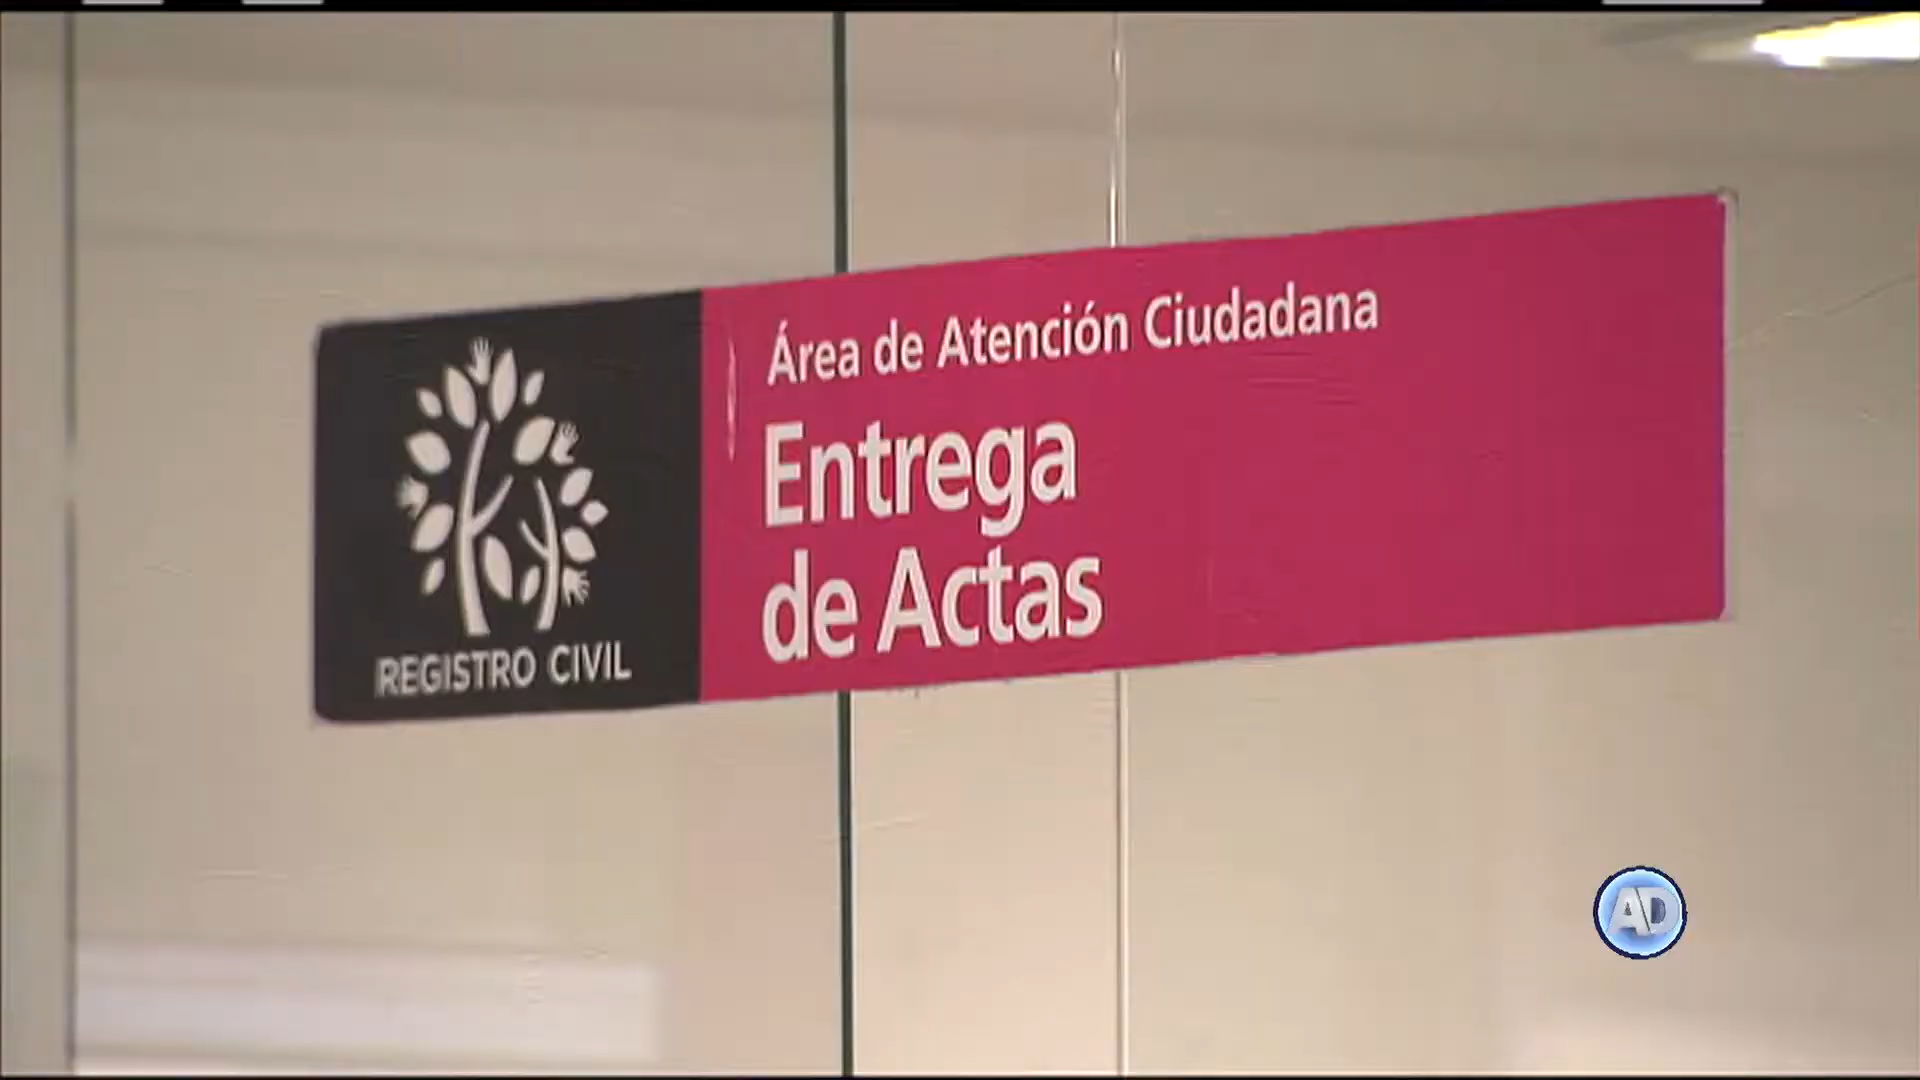 Área de Atención Ciudadana
Entrega
de Actas
REGISTRO CIVIL
AD